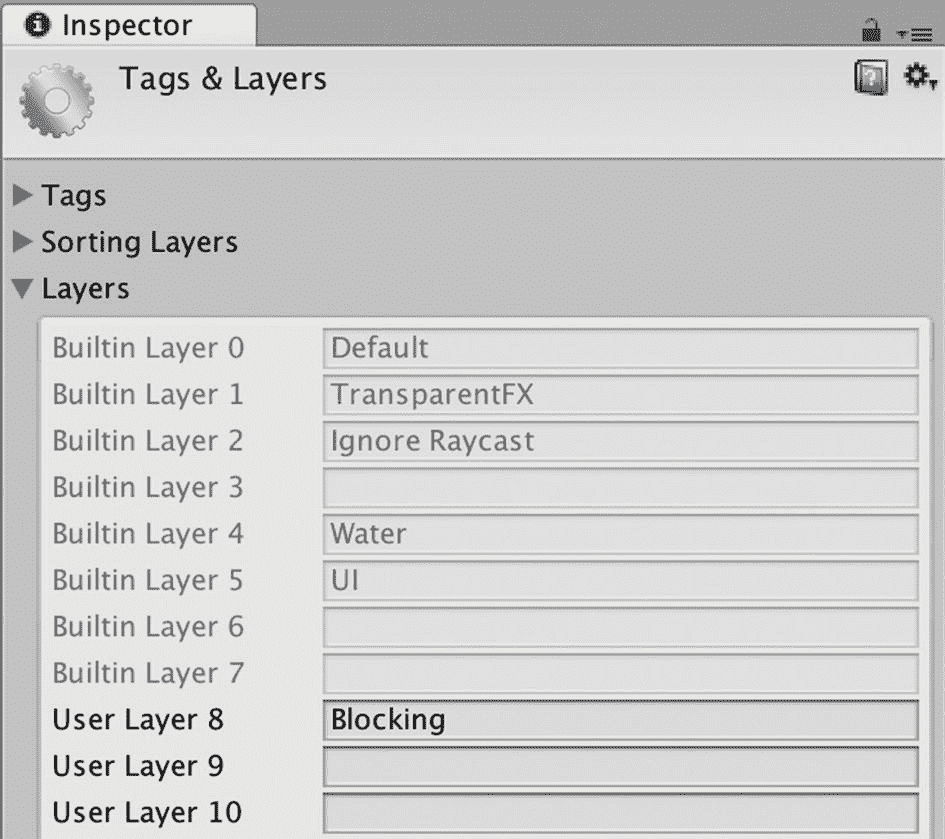 Inspector
Tags & Layers
Tags
Sorting Layers
Layers
Builtin Layer 0 Default
Builtin Layer 1 TransparentFX
Builtin Layer 2 Ignore Raycast
Builtin Layer 3
Builtin Layer 4 Water
Builtin Layer 5 UI
Builtin Layer 6
Builtin Layer 7
User Layer 8 Blocking
User Layer 9
User Layer 10